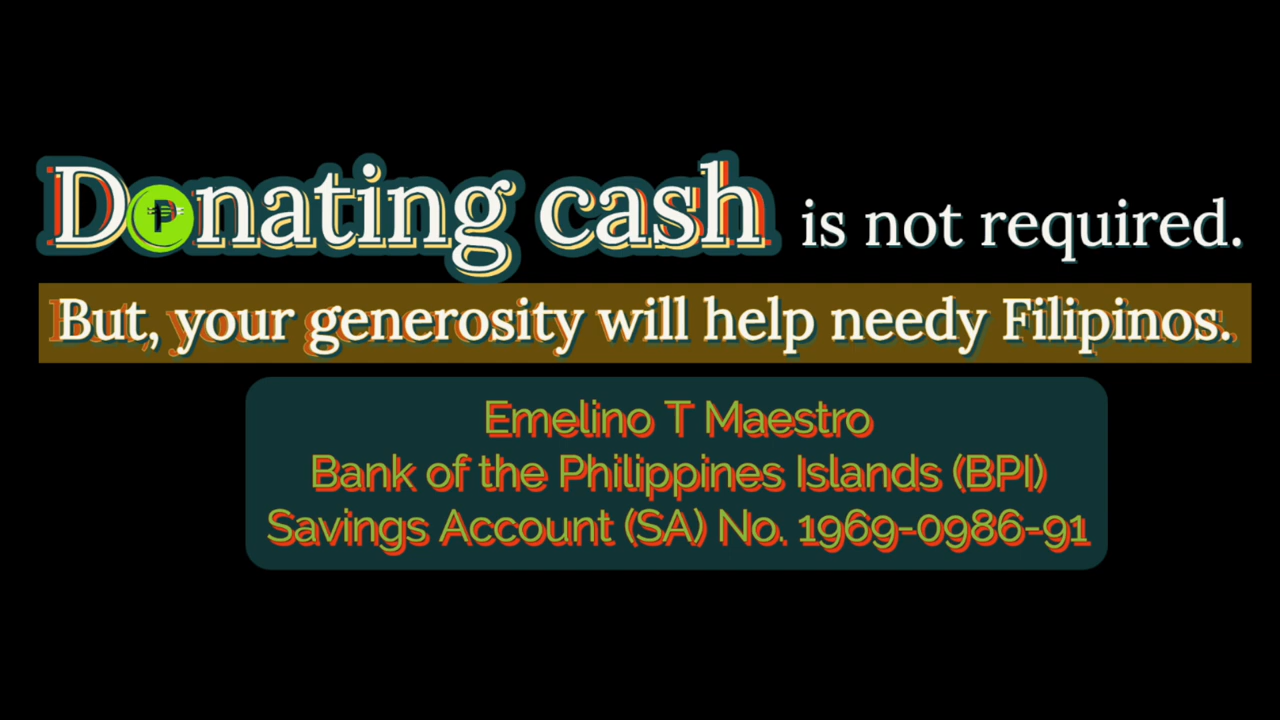 Donating cash is not required.
But, your generosity will help needy Filipinos.
Emelino T Maestro
Bank of the Philippines Islands (BPI)
Savings Account (SA) No. 1969-0986-91